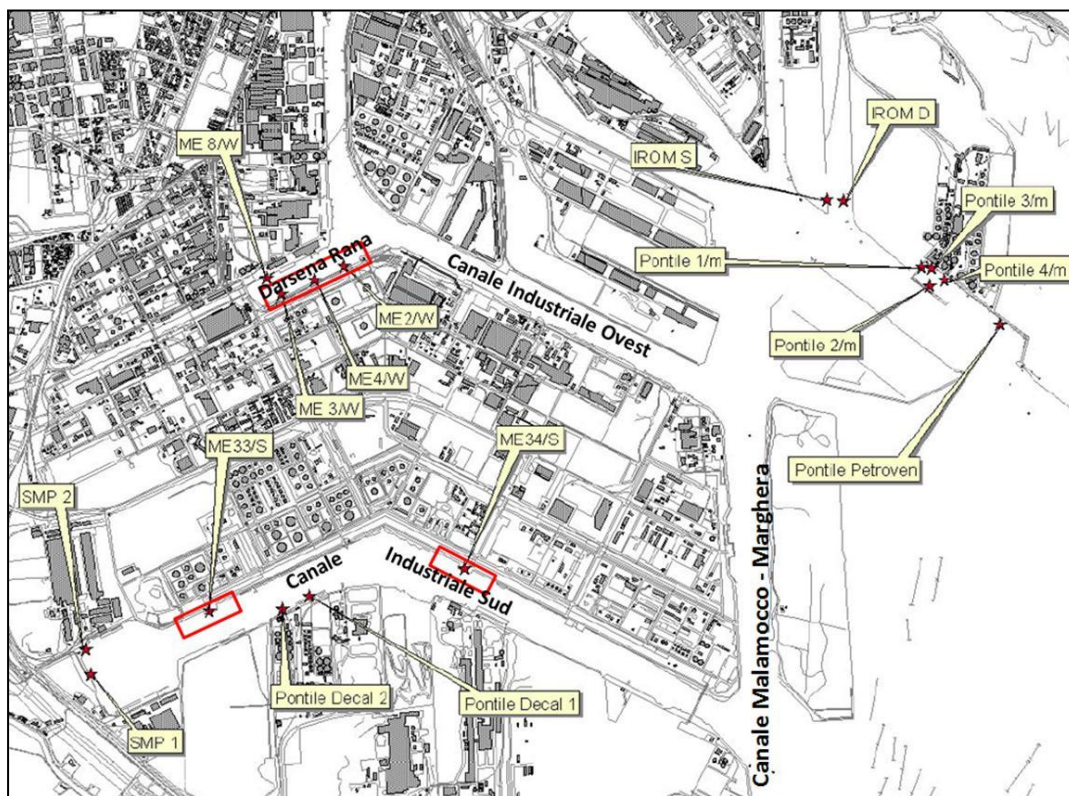 IROM D
ME 8/W
IROM S
Pontile 3/m
Darsena Rana
Pontile 1/m
Canale Industriale Ovest
Pontile 4/m
ME2/W
Pontile 2/m
ME4/W
ME 3/W
ME33/S
ME34/S
Pontile Petroven
SMP 2
Canale Malamocco - Marghera
Canale
Industriale Sud
Pontile Decal 2
Pontile Decal 1
SMP 1